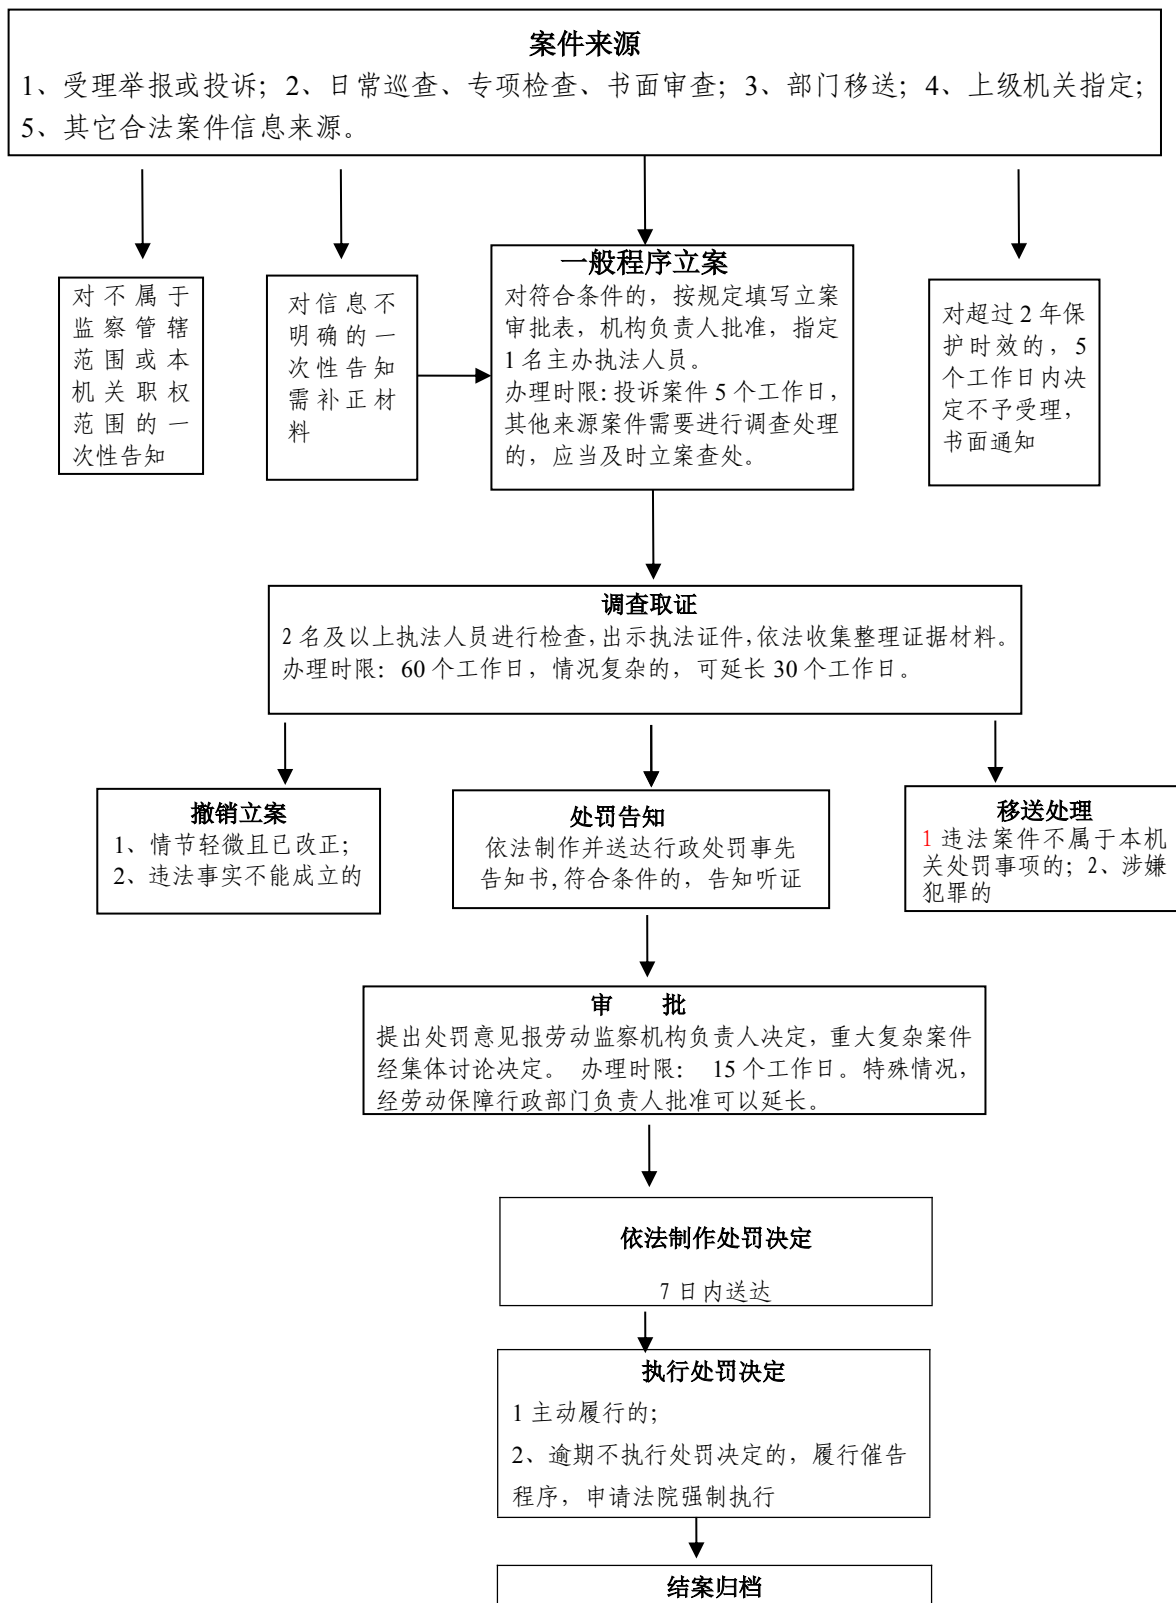 案件来源
1、受理举报或投诉；2、日常巡查、专项检查、书面审查；3、部门移送；4、上级机关指定；
5、其它合法案件信息来源。
对不属于
监察管辖
范围或本
机关职权
范围的一
次性告知
对信息不
明确的一
次性告知
需补正材
料
一般程序立案
对符合条件的，按规定填写立案
审批表，机构负责人批准，指定
1名主办执法人员。
办理时限：投诉案件5个工作日，
其他来源案件需要进行调查处理
的，应当及时立案查处。
对超过2年保
护时效的，5
个工作日内决
定不予受理，
书面通知
调查取证
2名及以上执法人员进行检查，出示执法证件，依法收集整理证据材料。
办理时限：60个工作日，情况复杂的，可延长30个工作日。
撤销立案
1、情节轻微且已改正；
2、违法事实不能成立的
处罚告知
依法制作并送达行政处罚事先
告知书，符合条件的，告知听证
移送处理
1违法案件不属于本机
关处罚事项的；2、涉嫌
犯罪的
审 批
提出处罚意见报劳动监察机构负责人决定，重大复杂案件
经集体讨论决定。 办理时限： 15个工作日。特殊情况，
经劳动保障行政部门负责人批准可以延长。
依法制作处罚决定
7日内送达
执行处罚决定
1主动履行的；
2、逾期不执行处罚决定的，履行催告
程序，申请法院强制执行
结案归档